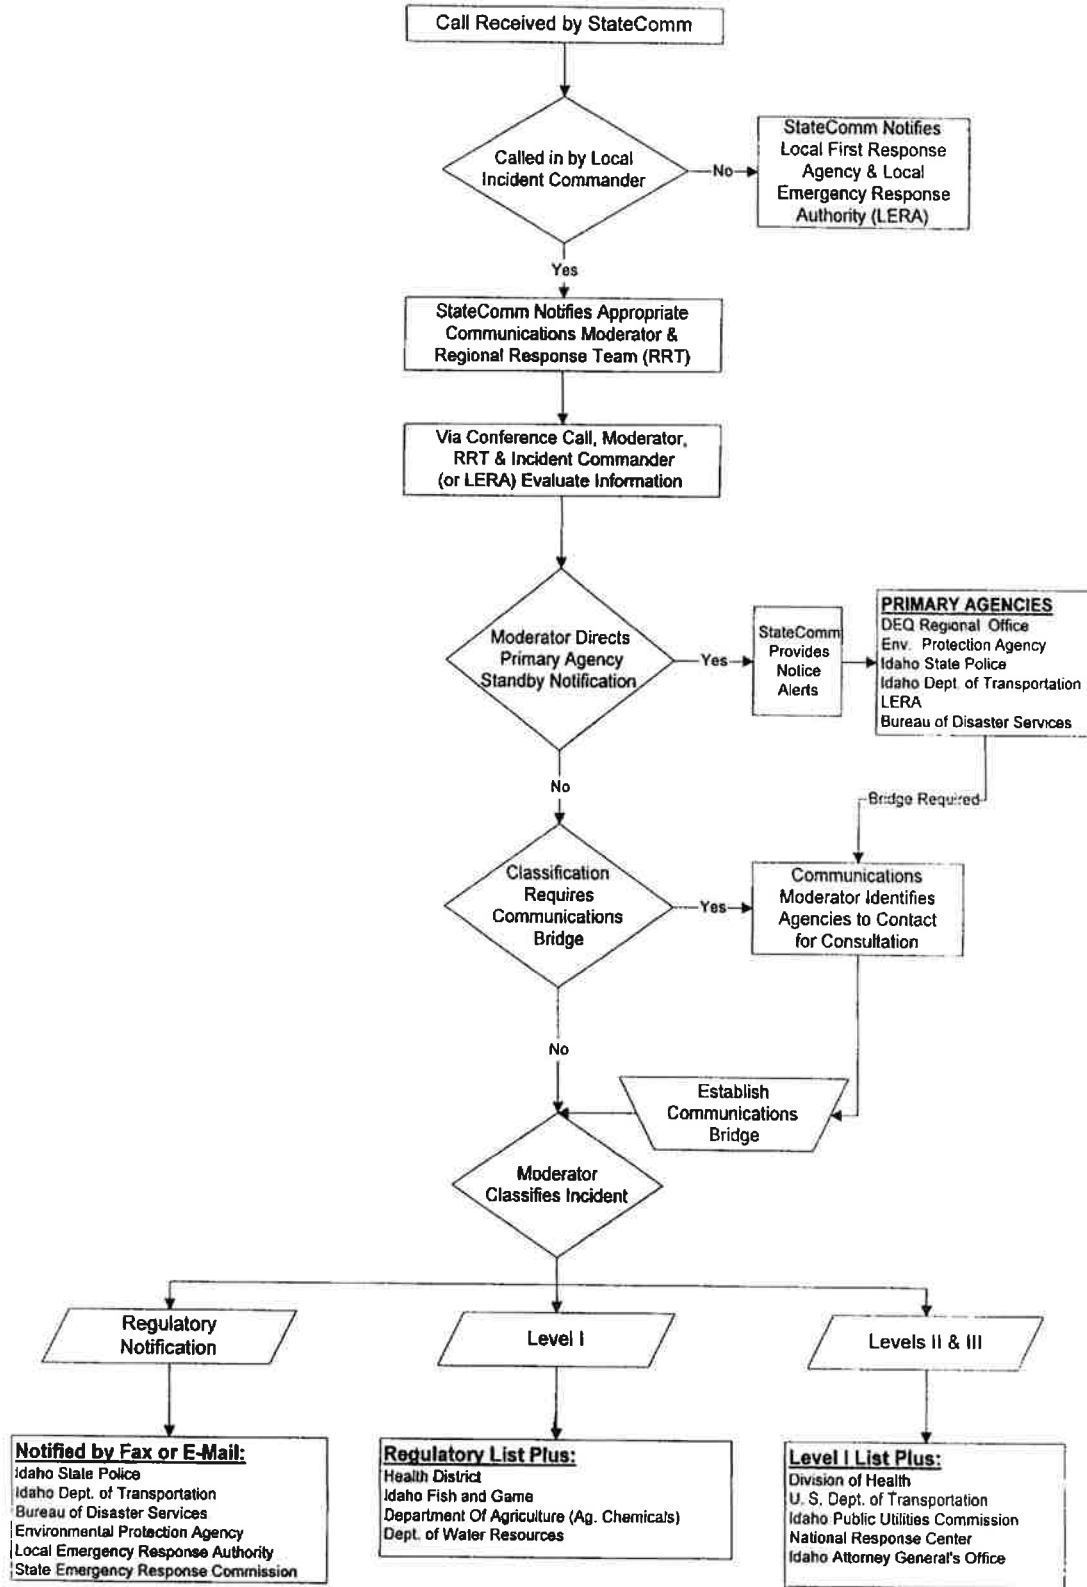 Call Received by StateComm
Called in by Local
Incident Commander
No
StateComm Notifies
Local First Response
Agency & Local
Emergency Response
Authority (LERA)
Yes
StateComm Notifies Appropriate
Communications Moderator &
Regional Response Team (RRT)
Via Conference Call, Moderator,
RRT & Incident Commander
(or LERA) Evaluate Information
Moderator Directs
Primary Agency
Standby Notification
Yes
StateComm
Provides
Notice
Alerts
PRIMARY AGENCIES
DEQ Regional Office
Env. Protection Agency
Idaho State Police
Idaho Dept. of Transportation
LERA
Bureau of Disaster Services
No
Bridge Required
Classification
Requires
Communications
Bridge
Yes
Communications
Moderator Identifies
Agencies to Contact
for Consultation
No
Establish
Communications
Bridge
Moderator
Classifies Incident
Regulatory
Notification
Level I
Levels II & III
Notified by Fax or E-Mail:
Idaho State Police
Idaho Dept. of Transportation
Bureau of Disaster Services
Environmental Protection Agency
Local Emergency Response Authority
State Emergency Response Commission
Regulatory List Plus:
Health District
Idaho Fish and Game
Department Of Agriculture (Ag. Chemicals)
Dept. of Water Resources
Level I List Plus:
Division of Health
U. S. Dept. of Transportation
Idaho Public Utilities Commission
National Response Center
Idaho Attorney General's Office